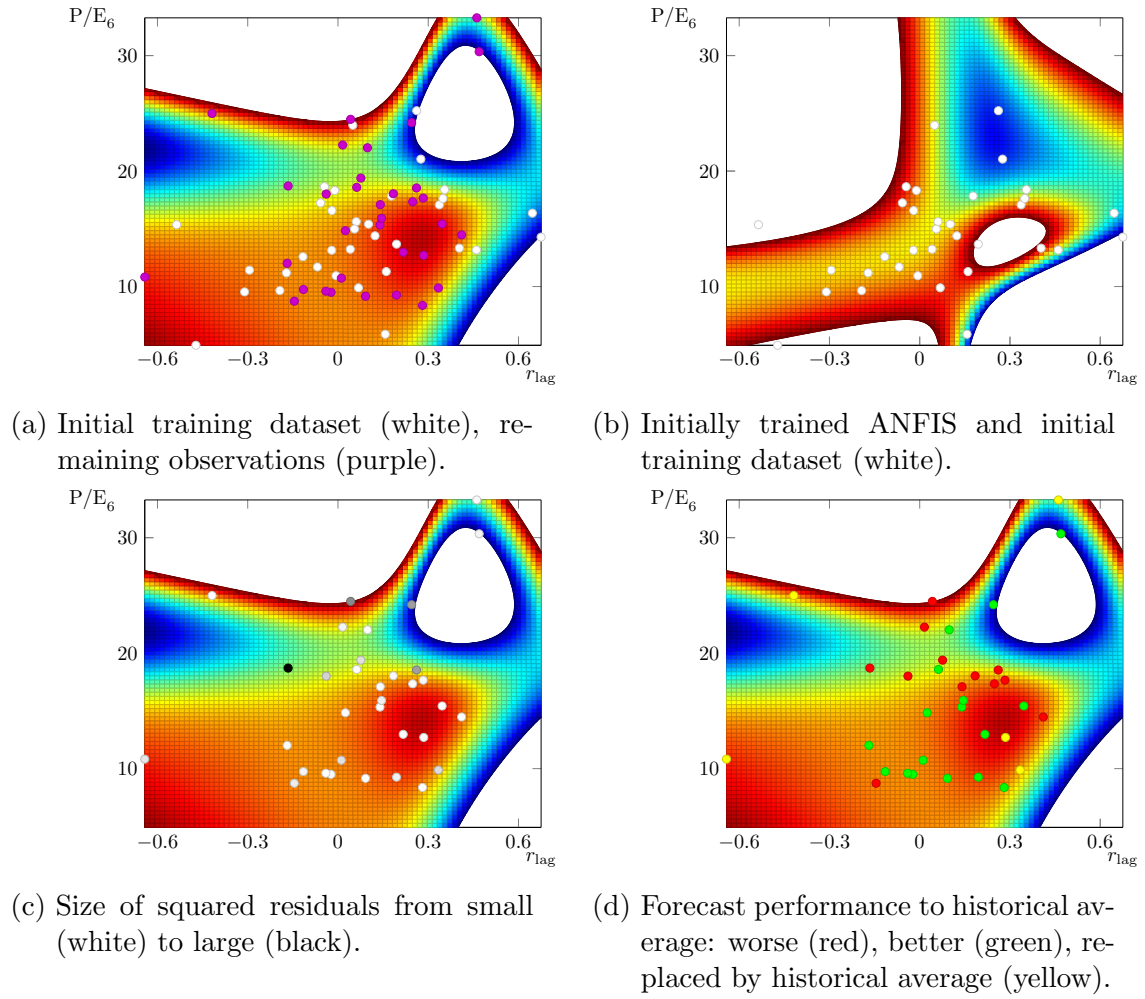 P/E6
30
20
10
−0.6
−0.3
0
0.3
0.6
rlag
(a) Initial training dataset (white), re-
maining observations (purple).
P/E6
30
20
10
−0.6
−0.3
0
0.3
0.6
rlag
(b) Initially trained ANFIS and initial
training dataset (white).
P/E6
30
20
10
−0.6
−0.3
0
0.3
0.6
rlag
(c) Size of squared residuals from small
(white) to large (black).
P/E6
30
20
10
−0.6
−0.3
0
0.3
0.6
rlag
(d) Forecast performance to historical av-
erage: worse (red), better (green), re-
placed by historical average (yellow).